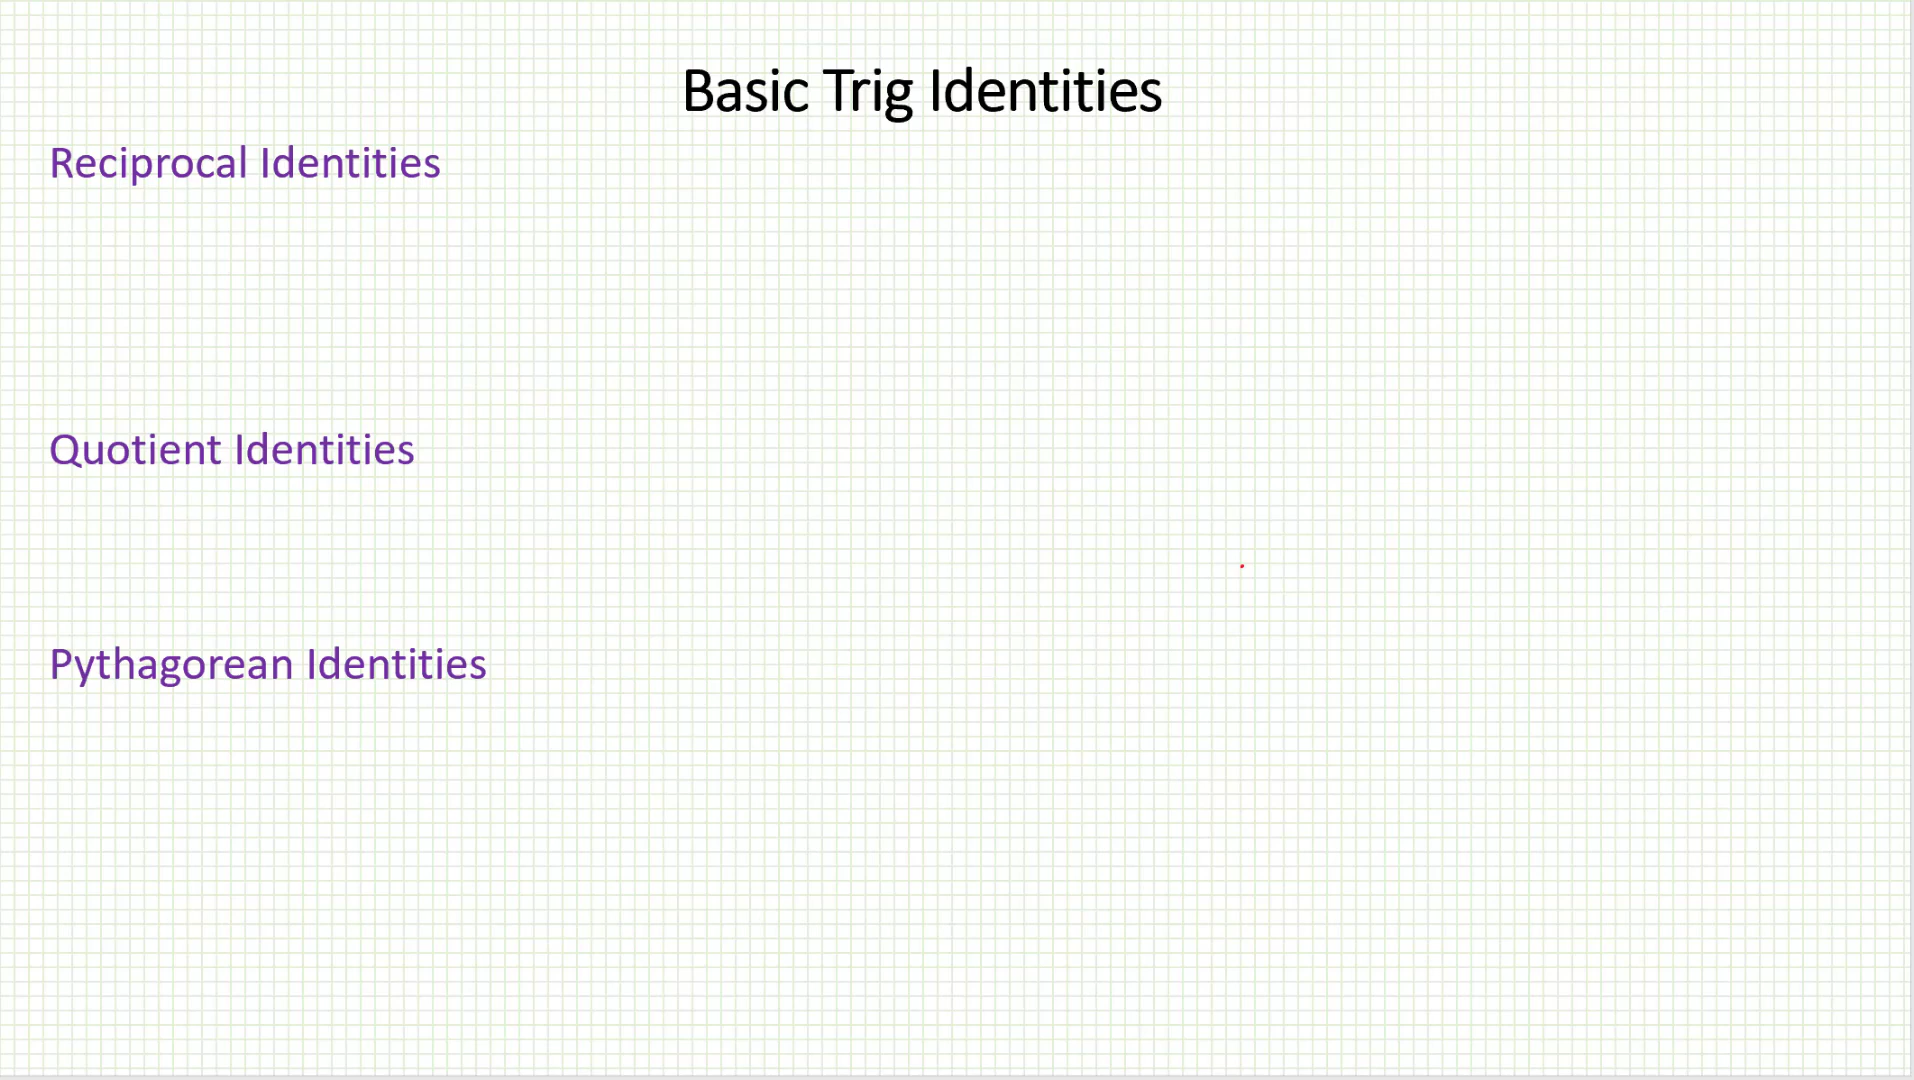 Basic Trig Identities
Reciprocal Identities
Quotient Identities
Pythagorean Identities